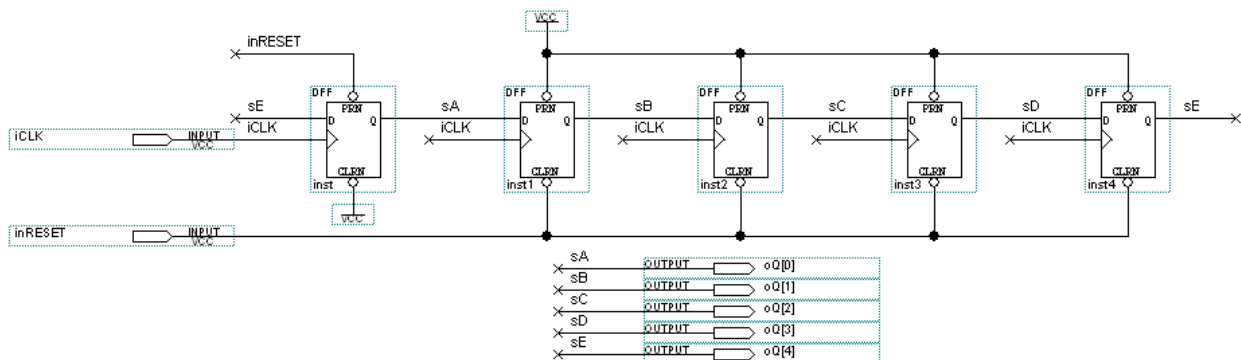 VCC
inRESET
DFF DFF DFF DFF DFF
PRN PRN PRN PRN PRN
sE sA sB sC sD sE
D Q D Q D Q D Q D Q
iCLK iCLK iCLK iCLK iCLK
iCLK INPUT
VCC
CLRN CLRN CLRN CLRN CLRN
inst inst1 inst2 inst3 inst4
VCC
inRESET INPUT
VCC
sA OUTPUT oQ[0]
sB OUTPUT oQ[1]
sC OUTPUT oQ[2]
sD OUTPUT oQ[3]
sE OUTPUT oQ[4]